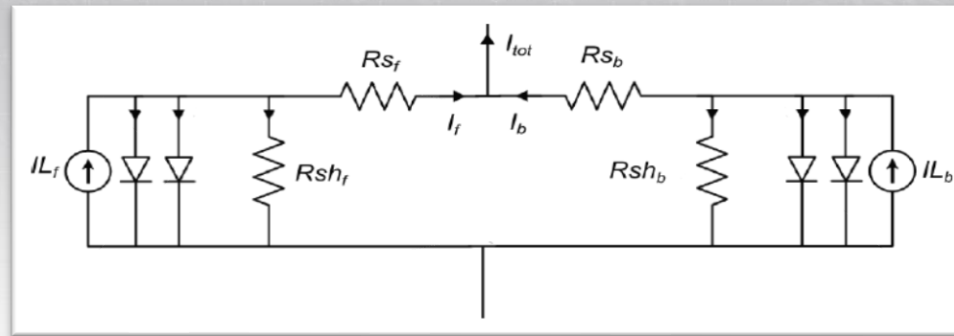 Rs_f
I_tot
Rs_b
I_f
I_b
IL_f
Rsh_f
Rsh_b
IL_b